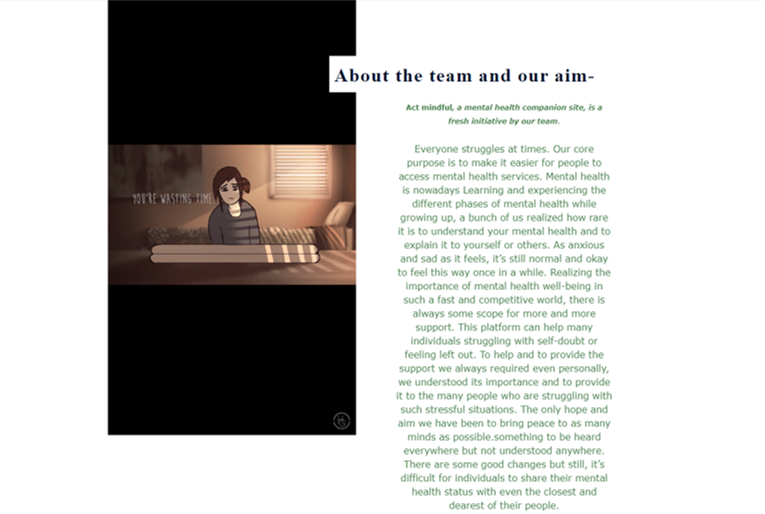 About the team and our aim-
Act mindful, a mental health companion site, is a
fresh initiative by our team.
YOU'RE WASTING TIME
Everyone struggles at times. Our core
purpose is to make it easier for people to
access mental health services. Mental health
is nowadays Learning and experiencing the
different phases of mental health while
growing up, a bunch of us realized how rare
it is to understand your mental health and to
explain it to yourself or others. As anxious
and sad as it feels, it's still normal and okay
to feel this way once in a while. Realizing the
importance of mental health well-being in
such a fast and competitive world, there is
always some scope for more and more
support. This platform can help many
individuals struggling with self-doubt or
feeling left out. To help and to provide the
support we always required even personally,
we understood its importance and to provide
it to the many people who are struggling with
such stressful situations. The only hope and
aim we have been to bring peace to as many
minds as possible.something to be heard
everywhere but not understood anywhere.
There are some good changes but still, it's
difficult for individuals to share their mental
health status with even the closest and
dearest of their people.